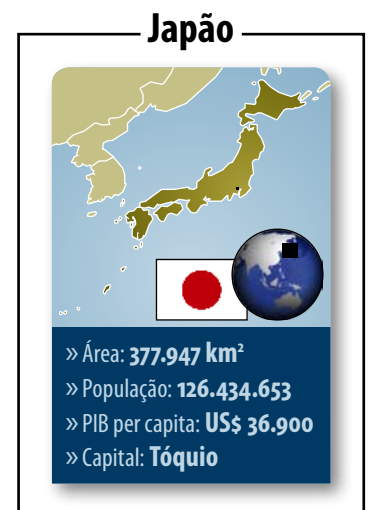 Japão
» Área: 377.947 km²
» População: 126.434.653
» PIB per capita: US$ 36.900
» Capital: Tóquio